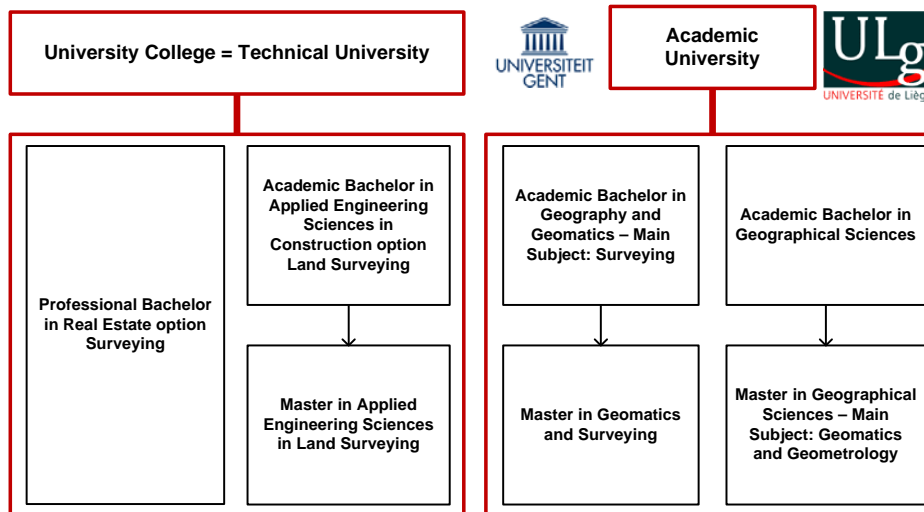 University College = Technical University
UNIVERSITEIT
GENT
Academic
University
ULg
UNIVERSITÉ de Lièg
Professional Bachelor
in Real Estate option
Surveying
Academic Bachelor in
Applied Engineering
Sciences in
Construction option
Land Surveying
Master in Applied
Engineering Sciences
in Land Surveying
Academic Bachelor in
Geography and
Geomatics – Main
Subject: Surveying
Master in Geomatics
and Surveying
Academic Bachelor in
Geographical Sciences
Master in Geographical
Sciences – Main
Subject: Geomatics
and Geometrology